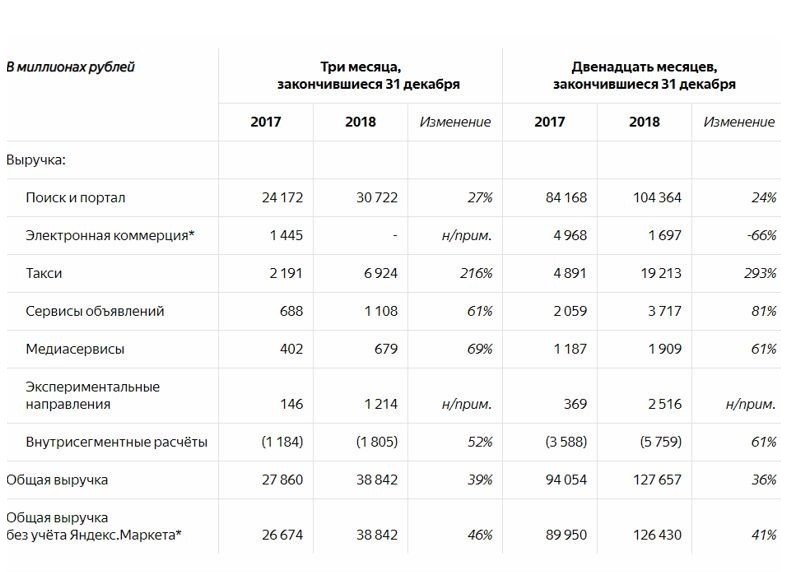 В миллионах рублей
Три месяца,
закончившиеся 31 декабря
Двенадцать месяцев,
закончившиеся 31 декабря
2017 2018 Изменение 2017 2018 Изменение
Выручка:
Поиск и портал 24 172 30 722 27% 84 168 104 364 24%
Электронная коммерция* 1 445 - н/прим. 4 968 1 697 -66%
Такси 2 191 6 924 216% 4 891 19 213 293%
Сервисы объявлений 688 1 108 61% 2 059 3 717 81%
Медиасервисы 402 679 69% 1 187 1 909 61%
Экспериментальные
направления 146 1 214 н/прим. 369 2 516 н/прим.
Внутрисегментные расчёты (1 184) (1 805) 52% (3 588) (5 759) 61%
Общая выручка 27 860 38 842 39% 94 054 127 657 36%
Общая выручка
без учёта Яндекс.Маркета* 26 674 38 842 46% 89 950 126 430 41%